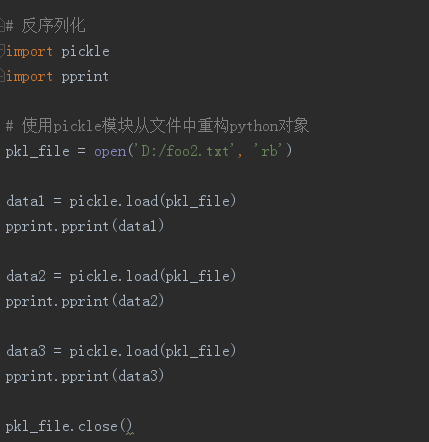 # 反序列化
import pickle
import pprint
# 使用pickle模块从文件中重构python对象
pkl_file = open('D:/foo2.txt', 'rb')
data1 = pickle.load(pkl_file)
pprint.pprint(data1)
data2 = pickle.load(pkl_file)
pprint.pprint(data2)
data3 = pickle.load(pkl_file)
pprint.pprint(data3)
pkl_file.close()